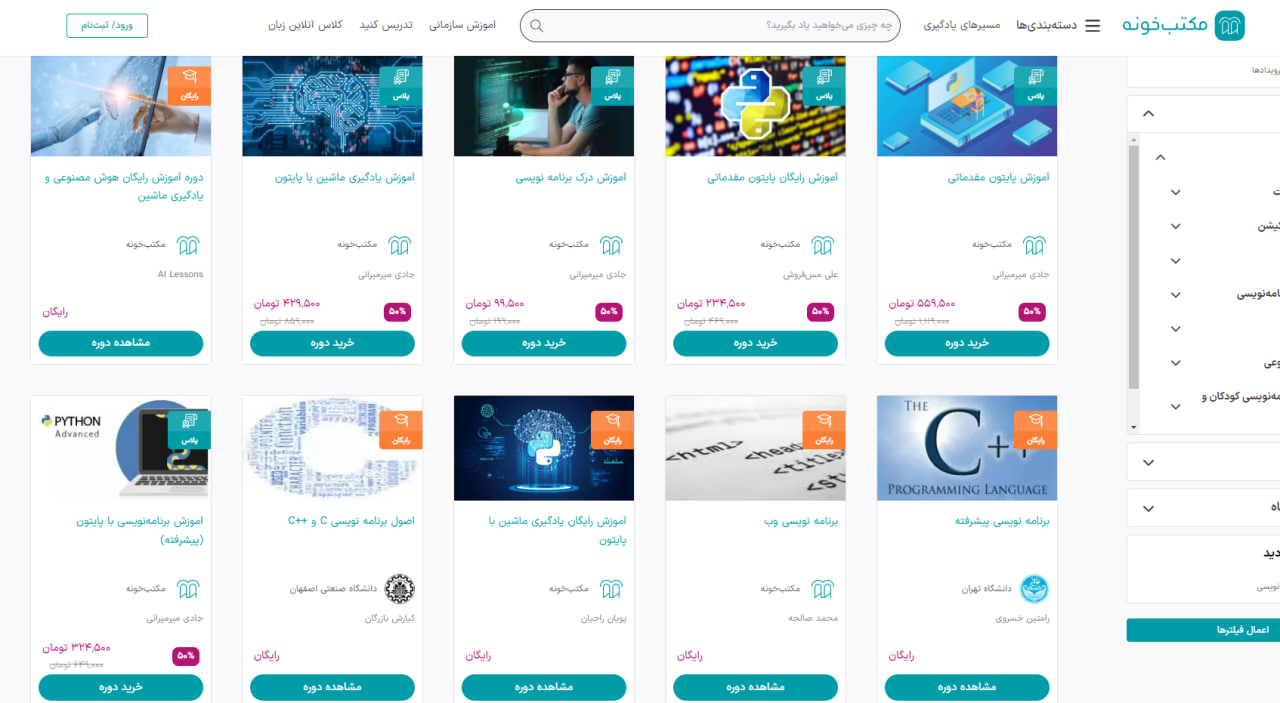 مکتب‌خونه
دسته‌بندی‌ها
مسیرهای یادگیری
چه چیزی می‌خواهید یاد بگیرید؟
آموزش سازمانی
تدریس کنید
کلاس آنلاین زبان
ورود/ ثبت‌نام
رویدادها
پلاس
پلاس
پلاس
پلاس
رایگان
آموزش پایتون مقدماتی
آموزش رایگان پایتون مقدماتی
آموزش درک برنامه نویسی
آموزش یادگیری ماشین با پایتون
دوره آموزش رایگان هوش مصنوعی و
یادگیری ماشین
مکتب‌خونه
مکتب‌خونه
مکتب‌خونه
مکتب‌خونه
مکتب‌خونه
جادی میرمیرانی
علی مس‌فروش
جادی میرمیرانی
جادی میرمیرانی
AI Lessons
۵۰%
۵۵۹,۵۰۰ تومان
۱,۱۱۹,۰۰۰ تومان
۵۰%
۲۳۴,۵۰۰ تومان
۴۶۹,۰۰۰ تومان
۵۰%
۹۹,۵۰۰ تومان
۱۹۹,۰۰۰ تومان
۵۰%
۴۲۹,۵۰۰ تومان
۸۵۹,۰۰۰ تومان
رایگان
خرید دوره
خرید دوره
خرید دوره
خرید دوره
مشاهده دوره
THE
C++
PROGRAMMING LANGUAGE
رایگان
<html>
<head>
<title>
رایگان
رایگان
رایگان
PYTHON
Advanced
پلاس
برنامه نویسی پیشرفته
برنامه نویسی وب
آموزش رایگان یادگیری ماشین با
پایتون
اصول برنامه نویسی C و C++
آموزش برنامه‌نویسی با پایتون
(پیشرفته)
دانشگاه تهران
مکتب‌خونه
مکتب‌خونه
دانشگاه صنعتی اصفهان
مکتب‌خونه
رامتین خسروی
محمد صالحه
پویان راجیان
کیارش بازرگان
جادی میرمیرانی
رایگان
رایگان
رایگان
رایگان
۵۰%
۳۲۴,۵۰۰ تومان
۶۴۹,۰۰۰ تومان
مشاهده دوره
مشاهده دوره
مشاهده دوره
مشاهده دوره
خرید دوره
اعمال فیلترها